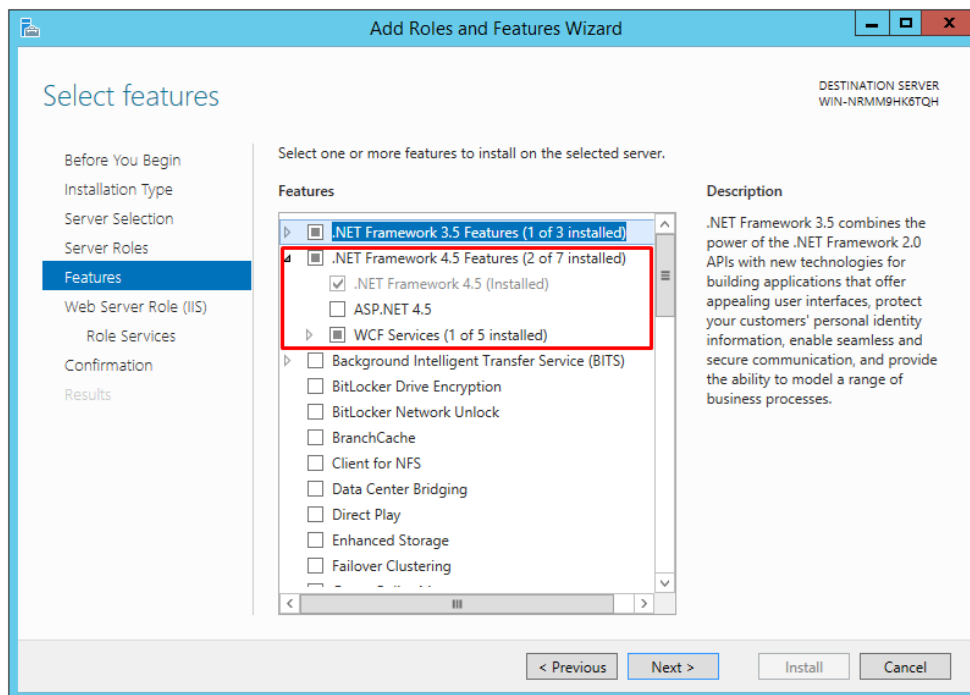 Add Roles and Features Wizard
Select features
DESTINATION SERVER
WIN-NRMM9HK6TQH
Before You Begin
Installation Type
Server Selection
Server Roles
Features
Web Server Role (IIS)
Role Services
Confirmation
Results
Select one or more features to install on the selected server.
Features
.NET Framework 3.5 Features (1 of 3 installed)
.NET Framework 4.5 Features (2 of 7 installed)
.NET Framework 4.5 (Installed)
ASP.NET 4.5
WCF Services (1 of 5 installed)
Background Intelligent Transfer Service (BITS)
BitLocker Drive Encryption
BitLocker Network Unlock
BranchCache
Client for NFS
Data Center Bridging
Direct Play
Enhanced Storage
Failover Clustering
Description
.NET Framework 3.5 combines the
power of the .NET Framework 2.0
APIs with new technologies for
building applications that offer
appealing user interfaces, protect
your customers' personal identity
information, enable seamless and
secure communication, and provide
the ability to model a range of
business processes.
< Previous
Next >
Install
Cancel